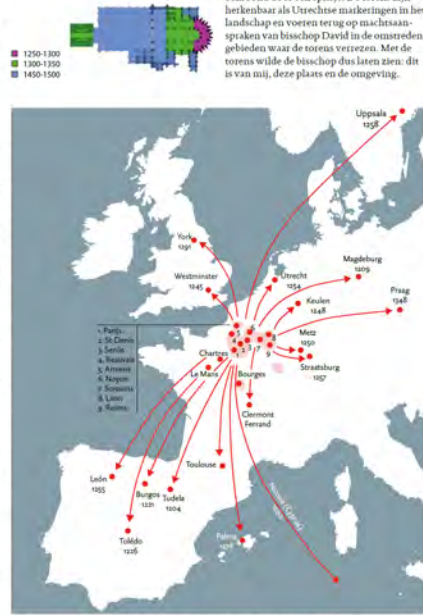 herkenbaar als Utrechtse markeringen in het
landschap en voeren terug op machtsaan-
spraken van bisschop David in de omstreden
gebieden waar de torens verrezen. Met de
torens wilde de bisschop dus laten zien: dit
is van mij, deze plaats en de omgeving.
1250-1300
1300-1350
1450-1500
Uppsala
1258
York
1291
Westminster
1245
Utrecht
1254
Magdeburg
1209
Keulen
1248
Praag
1348
Metz
1250
Straatsburg
1257
1. Parijs
2. St Denis
3. Senlis
4. Beauvais
5. Amiens
6. Noyon
7. Soissons
8. Laon
9. Reims
Chartres
Le Mans
Bourges
Clermont
Ferrand
Toulouse
León
1255
Burgos
1221
Tudela
1204
Tolédo
1226
Palma